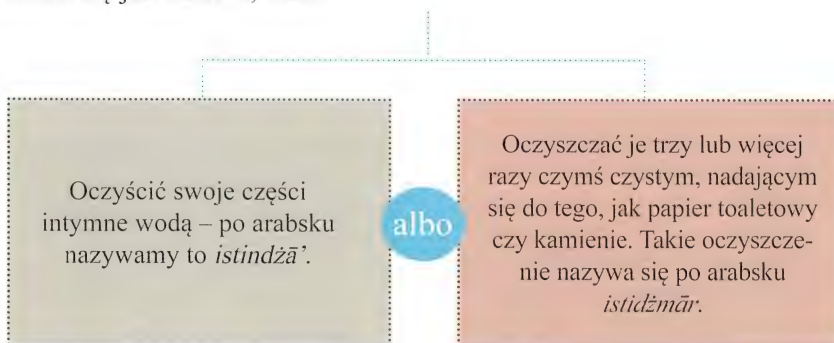 Oczyścić swoje części
intymne wodą – po arabsku
nazywamy to istindżā’.
albo
Oczyszczać je trzy lub więcej
razy czymś czystym, nadającym
się do tego, jak papier toaletowy
czy kamienie. Takie oczyszcze-
nie nazywa się po arabsku
istidżmār.